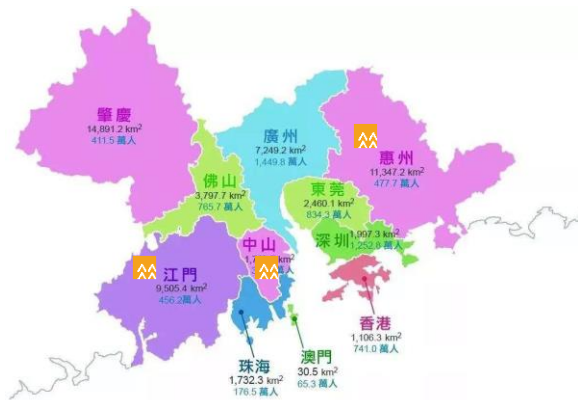 肇慶
14,891.2 km²
411.5 萬人
廣州
7,249.2 km²
1,449.8 萬人
惠州
11,347.2 km²
477.7 萬人
佛山
3,797.7 km²
765.7 萬人
東莞
2,460.1 km²
834.3 萬人
深圳
1,997.3 km²
1,252.8 萬人
中山
江門
9,505.4 km²
456.2萬人
香港
1,106.3 km²
741.0 萬人
珠海
1,732.3 km²
176.5 萬人
澳門
30.5 km²
65.3 萬人